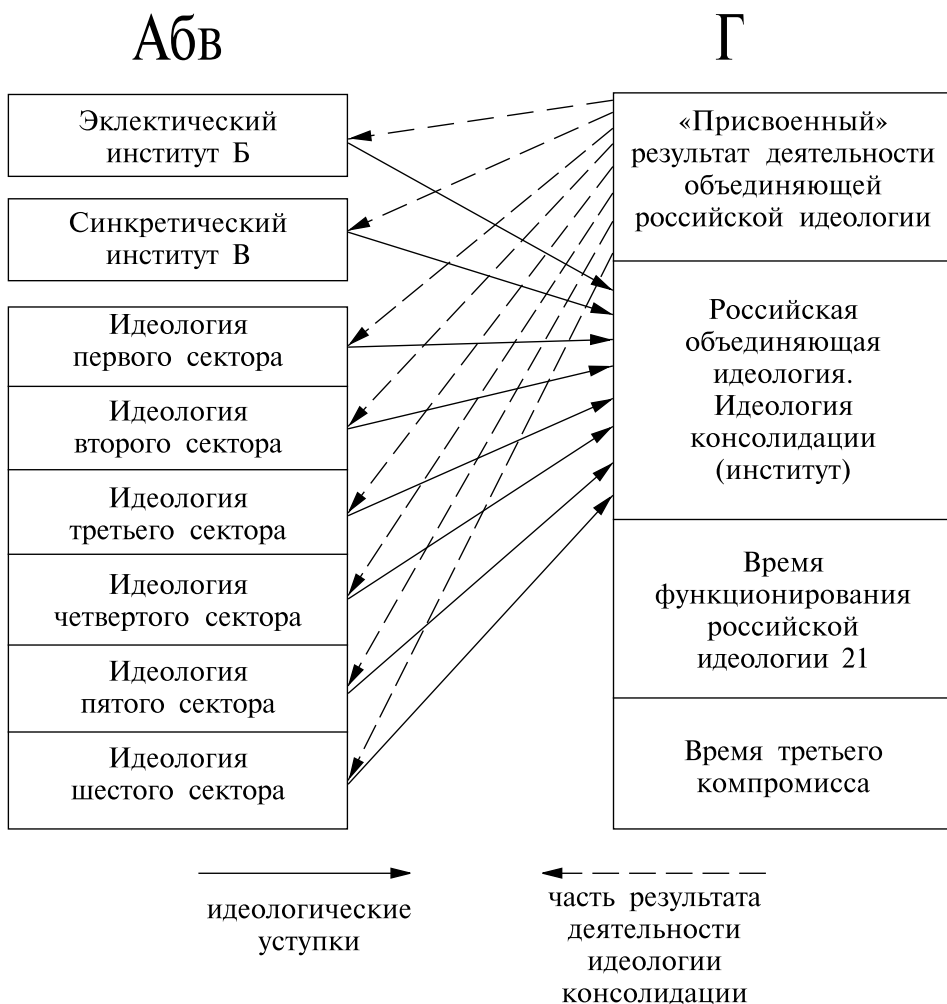 Абв
Г
Эклектический
институт Б
Синкретический
институт В
Идеология
первого сектора
Идеология
второго сектора
Идеология
третьего сектора
Идеология
четвертого сектора
Идеология
пятого сектора
Идеология
шестого сектора
«Присвоенный»
результат деятельности
объединяющей
российской идеологии
Российская
объединяющая
идеология.
Идеология
консолидации
(институт)
Время
функционирования
российской
идеологии 21
Время третьего
компромисса
идеологические
уступки
часть результата
деятельности
идеологии
консолидации